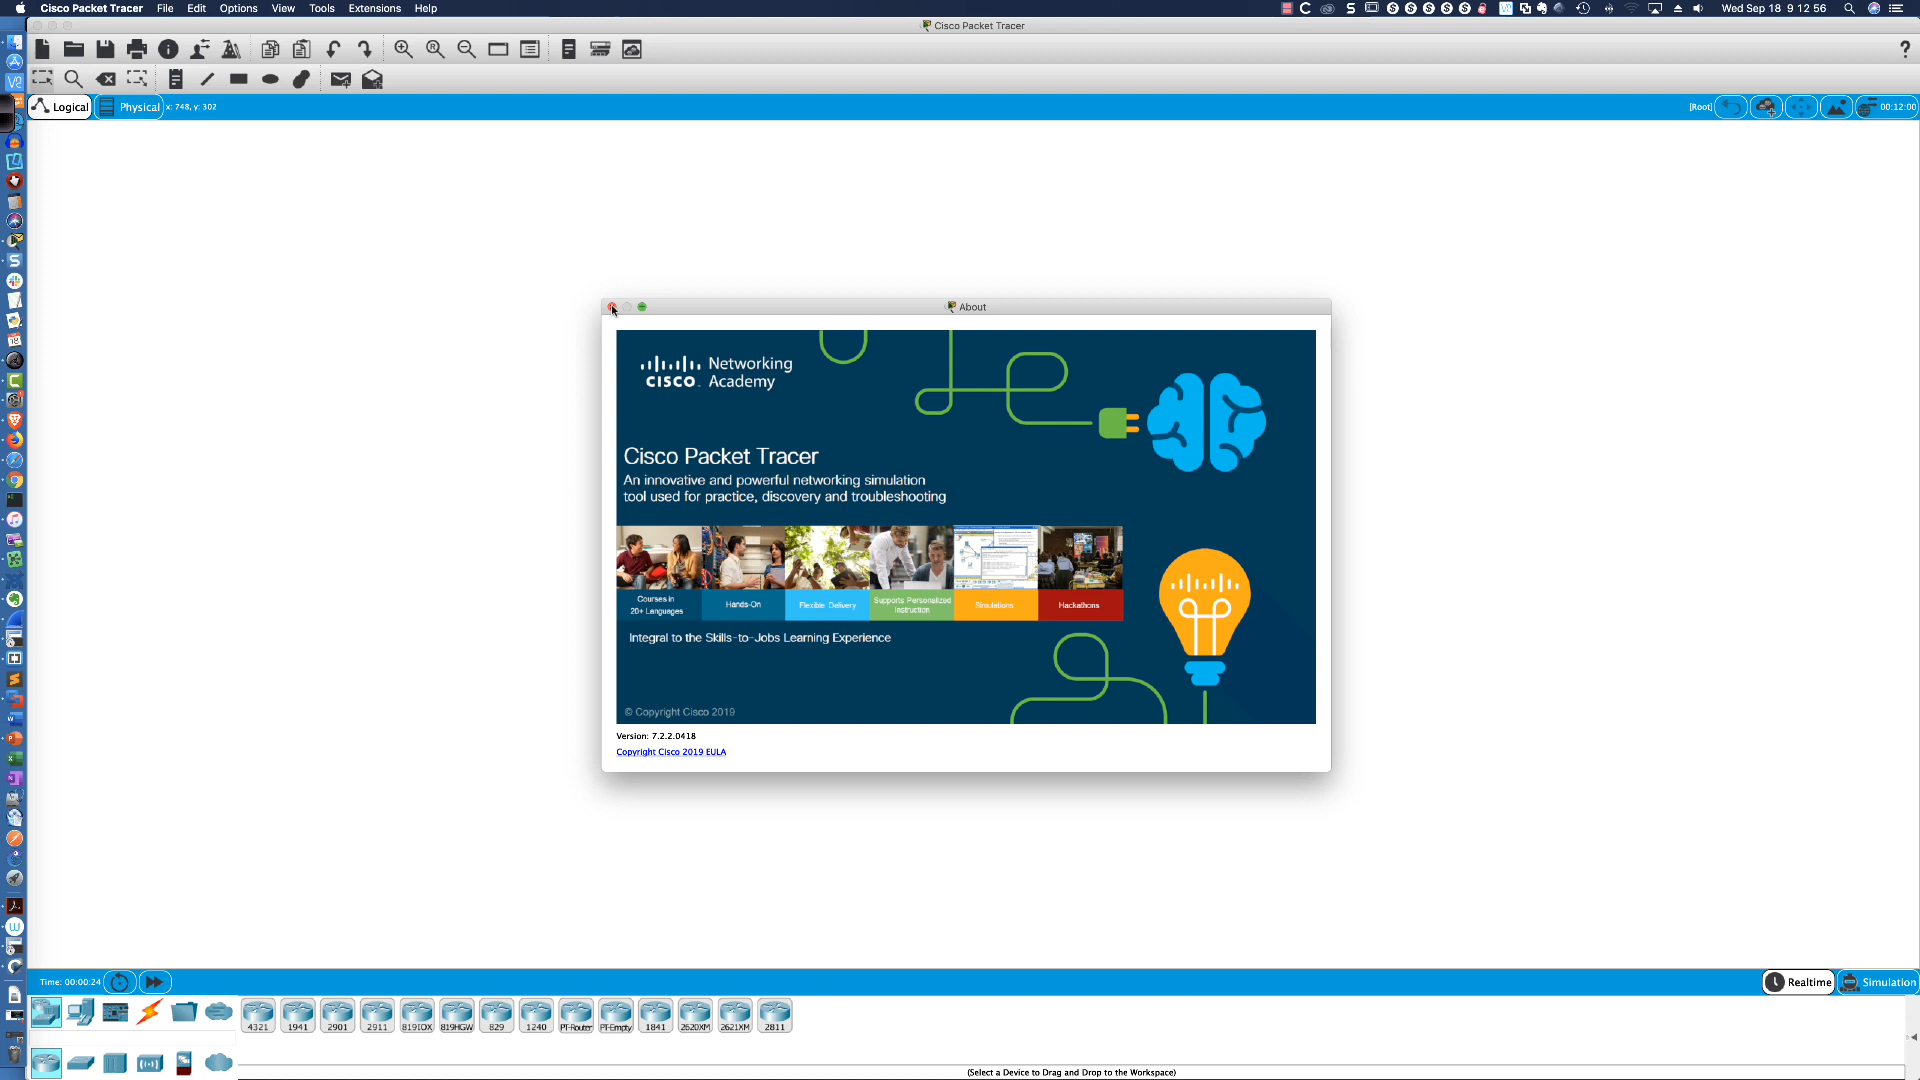 Cisco Packet Tracer File Edit Options View Tools Extensions Help
Wed Sep 18 9 12 56
Cisco Packet Tracer
Logical Physical x: 748, y: 302
[Root] 00:12:00
About
Networking
CISCO Academy
Cisco Packet Tracer
An innovative and powerful networking simulation
tool used for practice, discovery and troubleshooting
Courses in
20+ Languages
Hands-On
Flexible Delivery
Supports Personalized
Instruction
Simulations
Hackathons
Integral to the Skills-to-Jobs Learning Experience
© Copyright Cisco 2019
Version: 7.2.2.0418
Copyright Cisco 2019 EULA
Time: 00:00:24
Realtime Simulation
4321 1941 2901 2911 819IOX 819HGW 829 1240 PT-Router PT-Empty 1841 2620XM 2621XM 2811
(Select a Device to Drag and Drop to the Workspace)